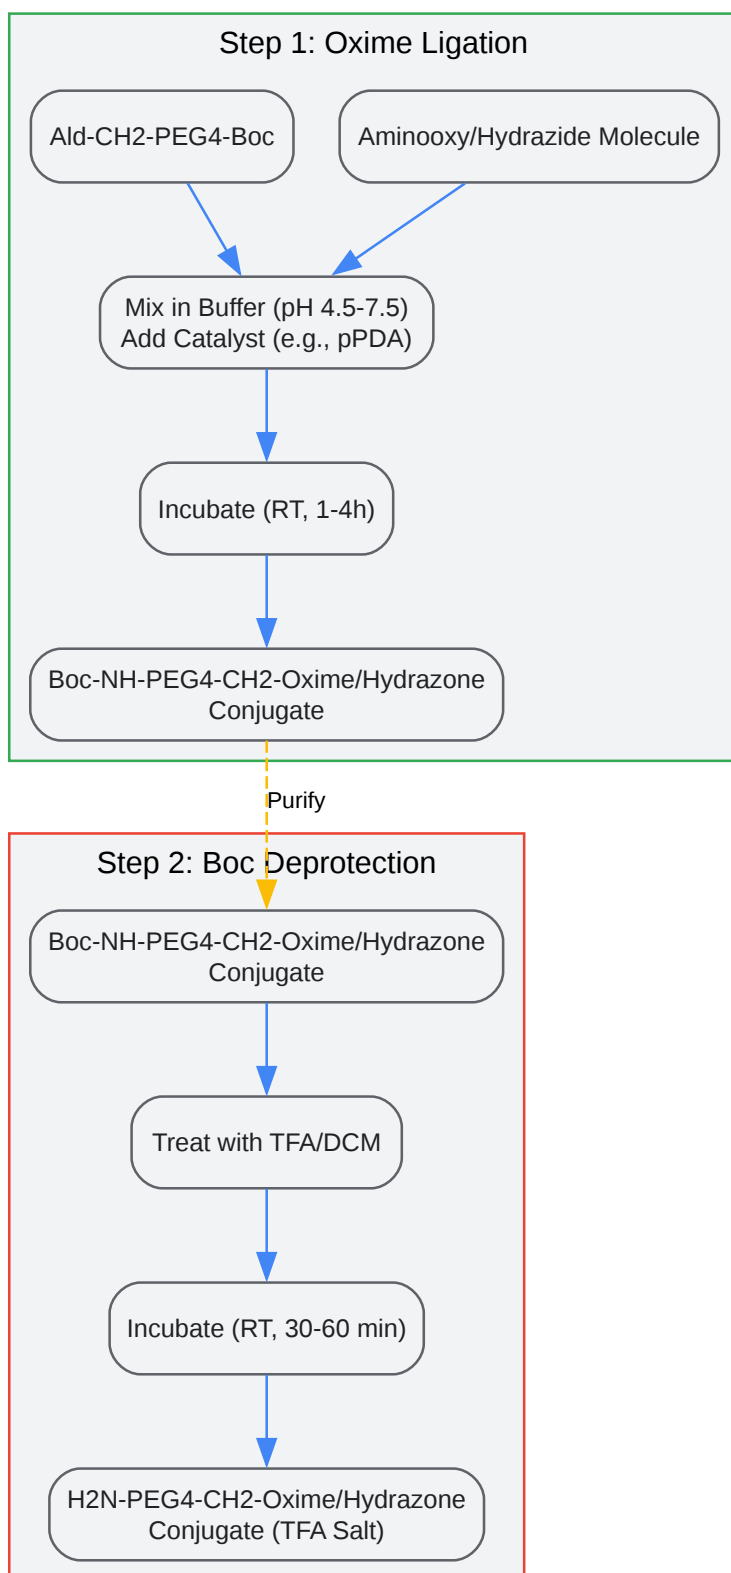 Step 1: Oxime Ligation
Ald-CH2-PEG4-Boc
Aminooxy/Hydrazide Molecule
Mix in Buffer (pH 4.5-7.5)
Add Catalyst (e.g., pPDA)
Incubate (RT, 1-4h)
Boc-NH-PEG4-CH2-Oxime/Hydrazone
Conjugate
Purify
Step 2: Boc Deprotection
Boc-NH-PEG4-CH2-Oxime/Hydrazone
Conjugate
Treat with TFA/DCM
Incubate (RT, 30-60 min)
H2N-PEG4-CH2-Oxime/Hydrazone
Conjugate (TFA Salt)